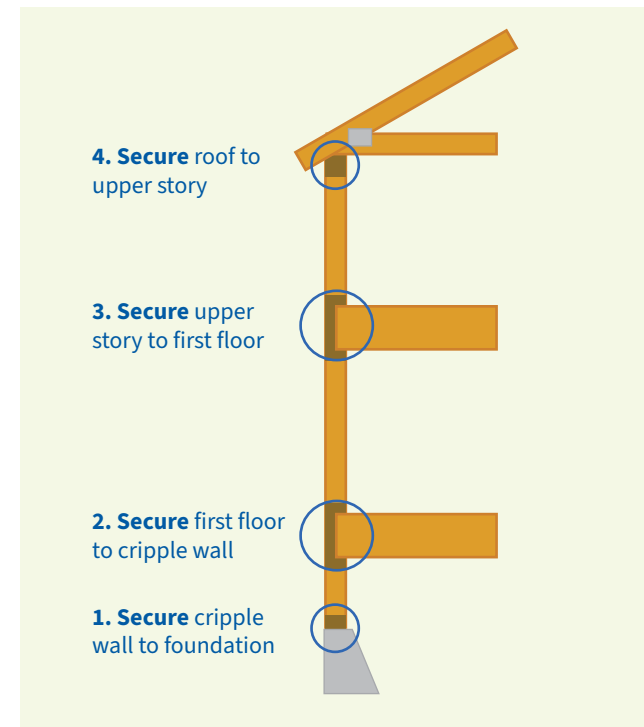 4. Secure roof to
upper story
3. Secure upper
story to first floor
2. Secure first floor
to cripple wall
1. Secure cripple
wall to foundation